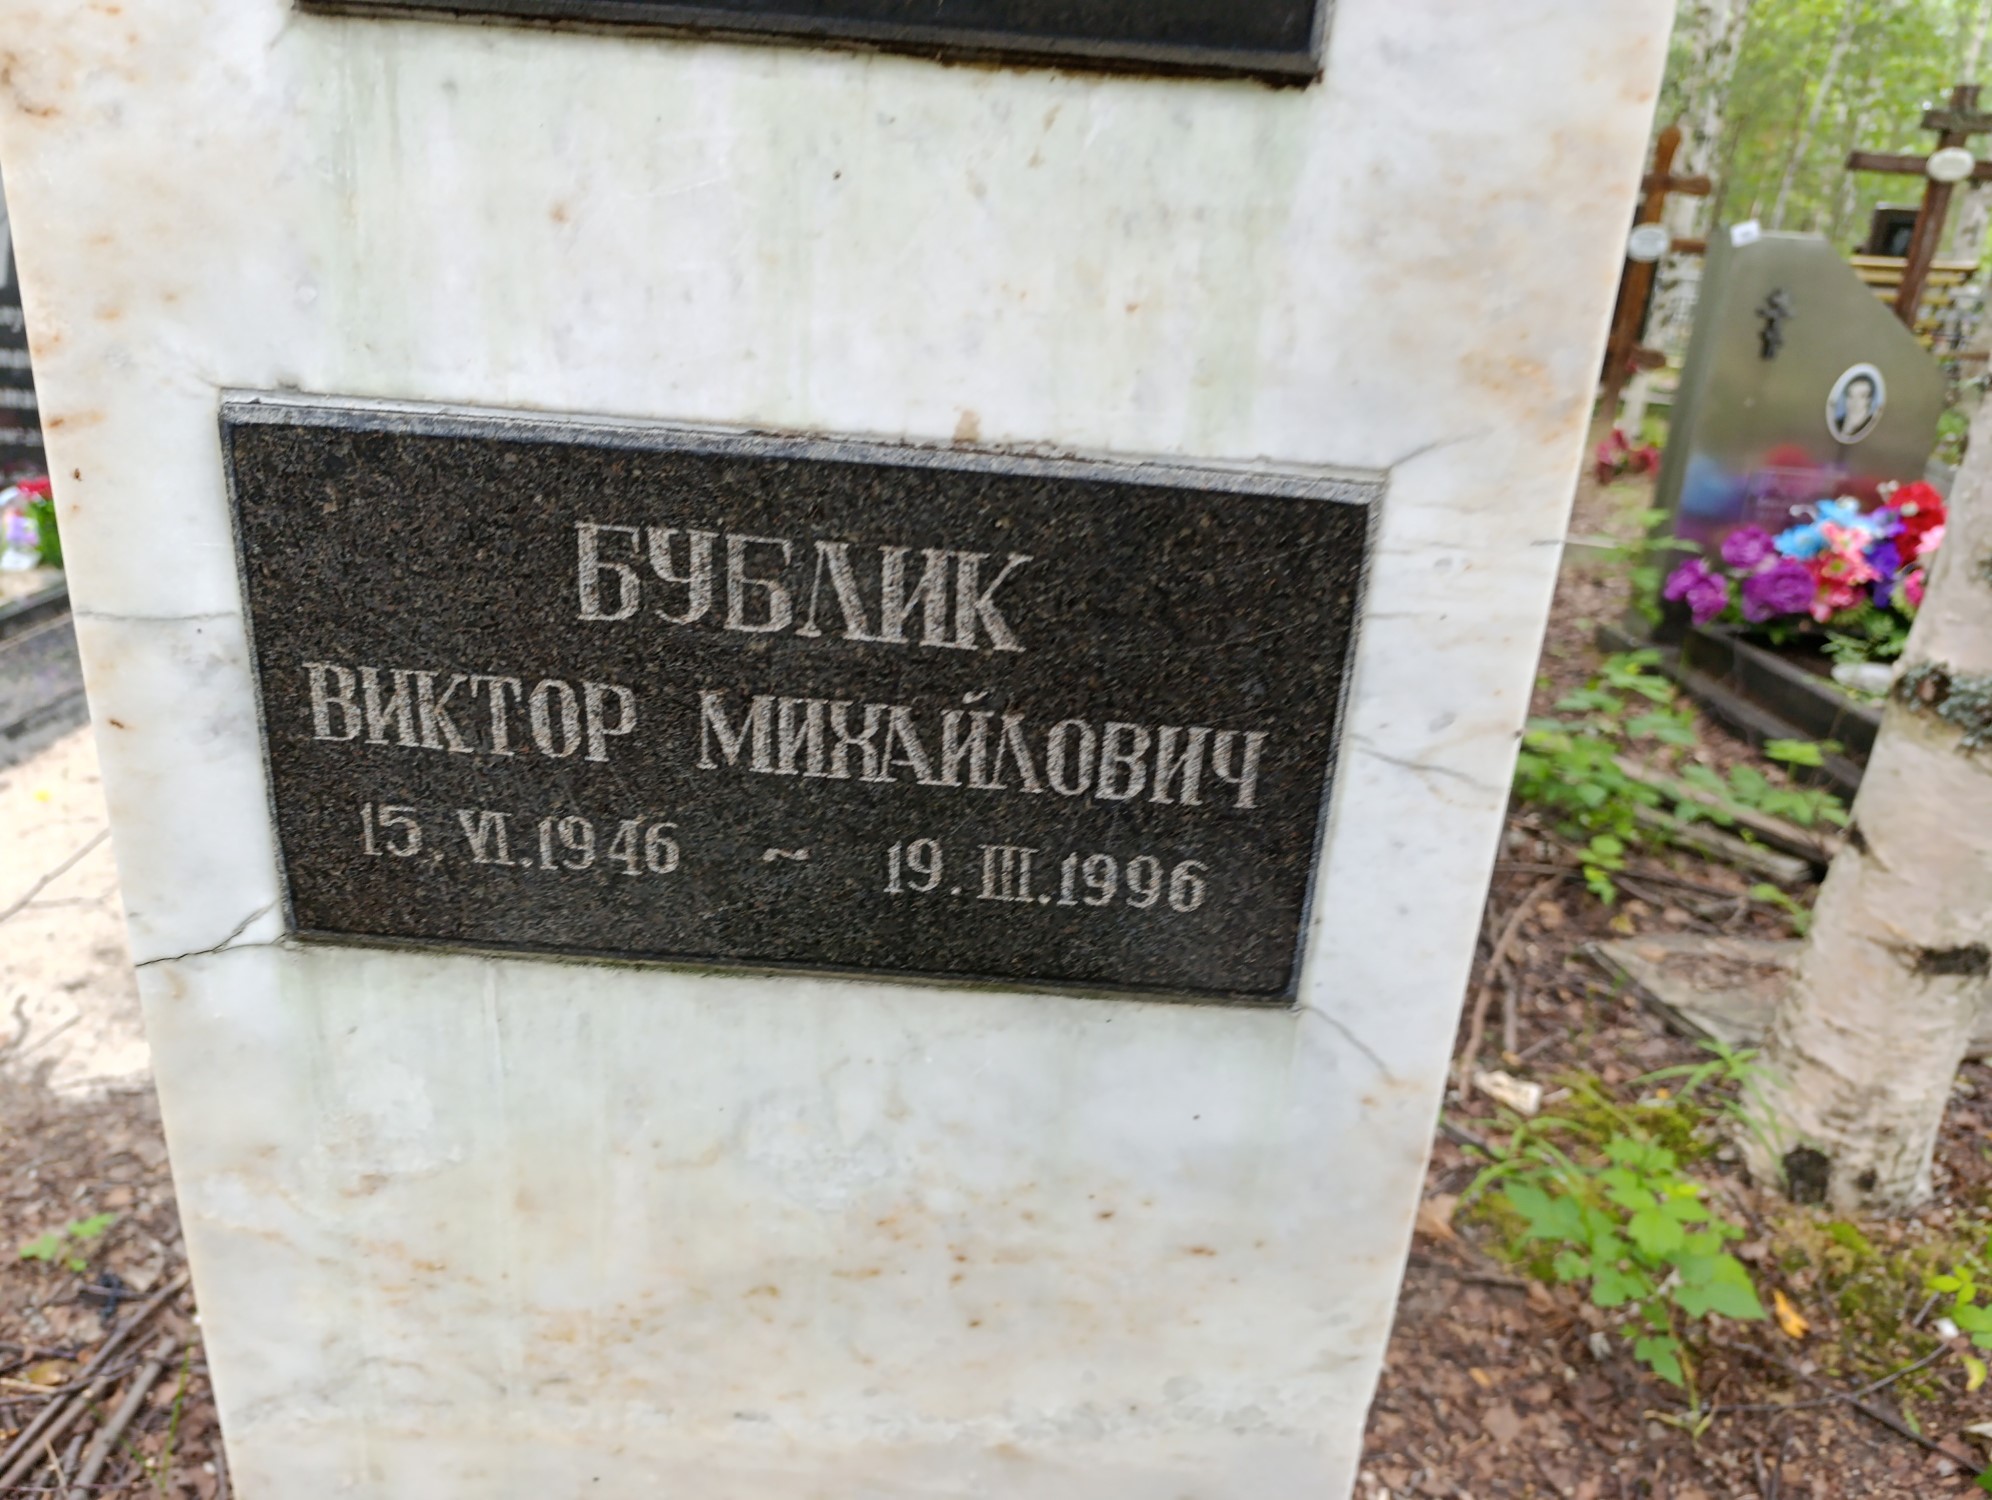 БУБЛИК
ВИКТОР МИХАЙЛОВИЧ
15.VI.1946 ~ 19.III.1996